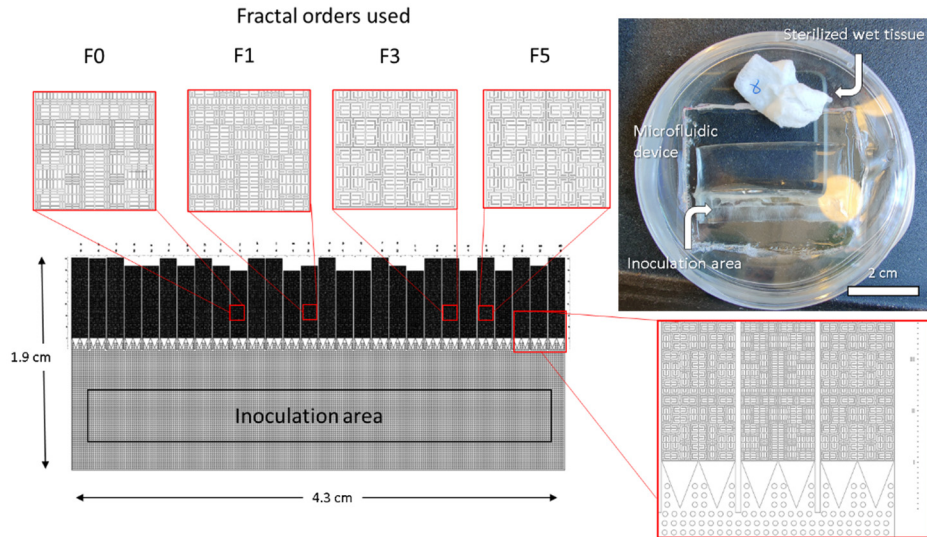 Fractal orders used
F0
F1
F3
F5
Sterilized wet tissue
Microfluidic
device
Inoculation area
2 cm
1.9 cm
Inoculation area
4.3 cm